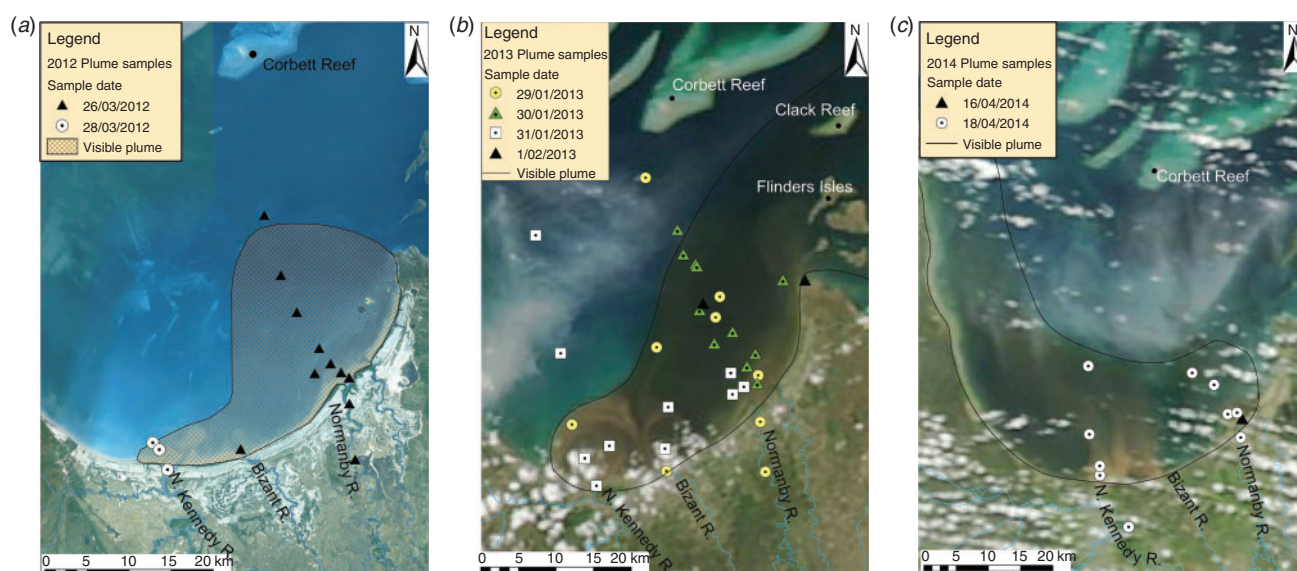 (a)
Legend
2012 Plume samples
Sample date
26/03/2012
28/03/2012
Visible plume
N
Corbett Reef
N. Kennedy R.
Bizant R.
Normanby R.
0 5 10 15 20 km
(b)
Legend
2013 Plume samples
Sample date
29/01/2013
30/01/2013
31/01/2013
1/02/2013
Visible plume
N
Corbett Reef
Clack Reef
Flinders Isles
N. Kennedy R.
Bizant R.
Normanby R.
0 5 10 15 20 km
(c)
Legend
2014 Plume samples
Sample date
16/04/2014
18/04/2014
Visible plume
N
Corbett Reef
N. Kennedy R.
Bizant R.
Normanby R.
0 5 10 15 20 km